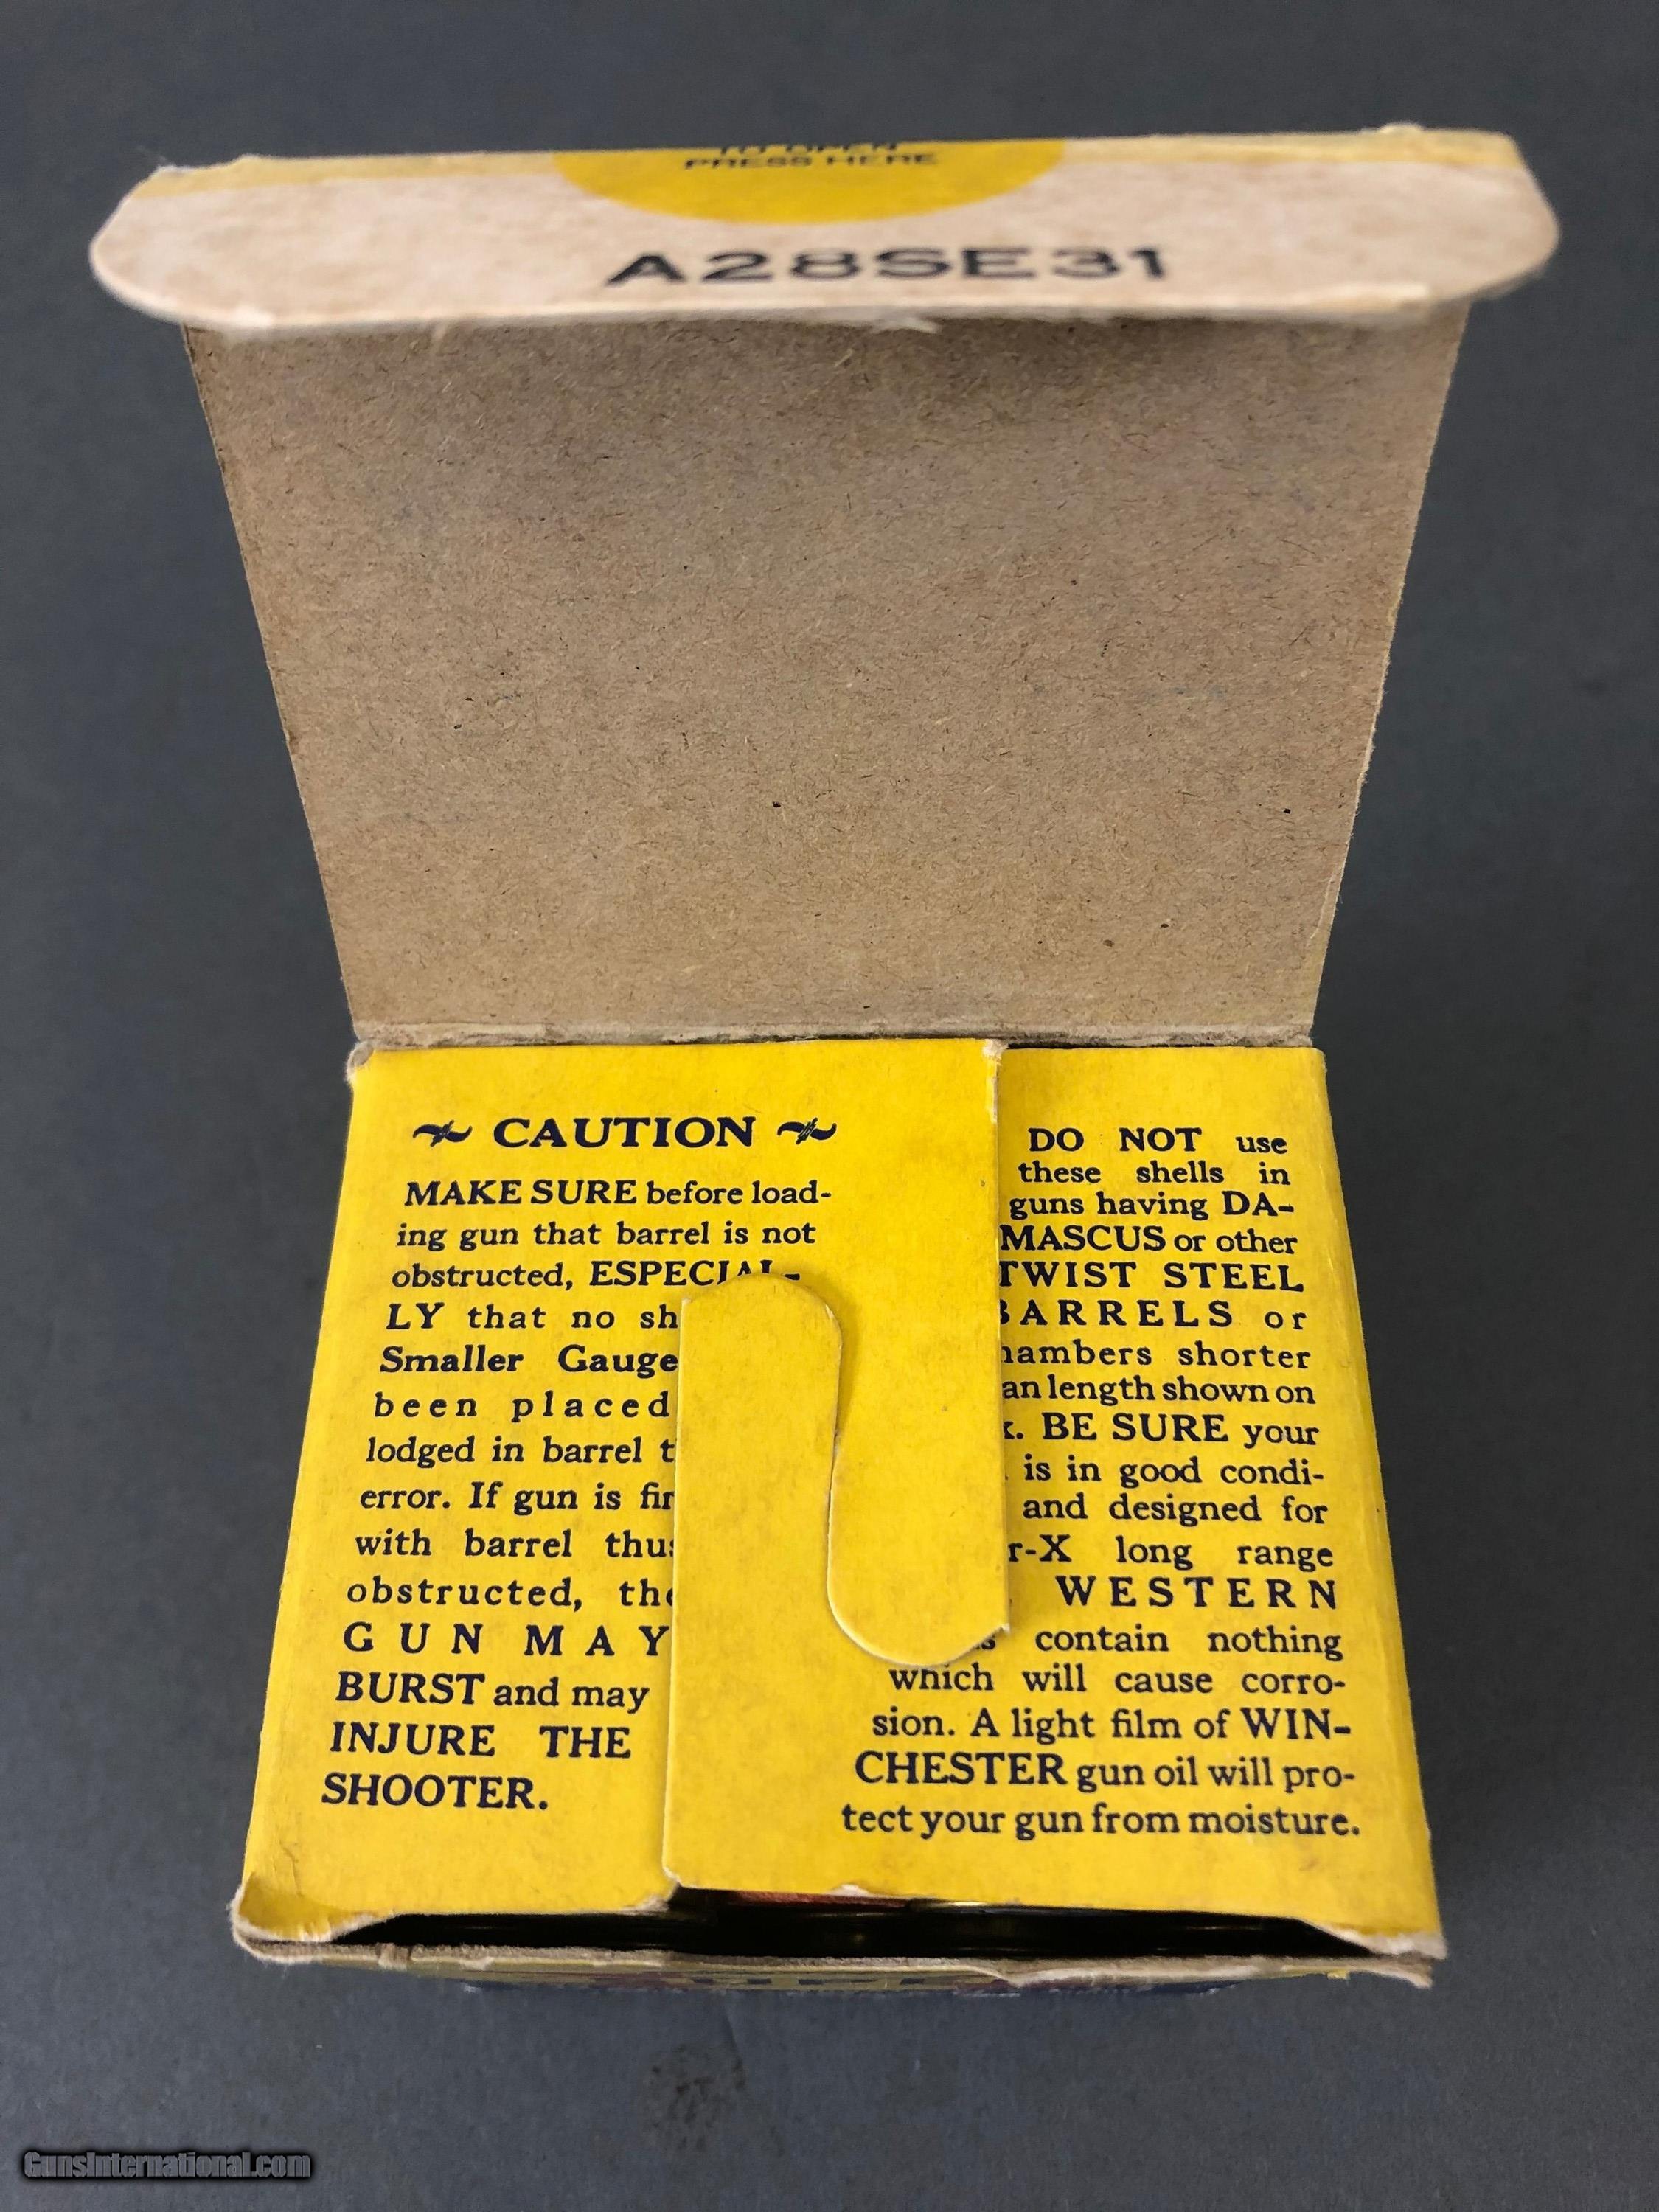 TO OPEN
PRESS HERE
A28SE31
CAUTION
MAKE SURE before load-
ing gun that barrel is not
obstructed, ESPECIAL-
LY that no sh
Smaller Gauge
been placed
lodged in barrel t
error. If gun is fir
with barrel thus
obstructed, the
GUN MAY
BURST and may
INJURE THE
SHOOTER.
DO NOT use
these shells in
guns having DA-
MASCUS or other
TWIST STEEL
BARRELS or
hambers shorter
an length shown on
x. BE SURE your
is in good condi-
and designed for
r-X long range
WESTERN
s contain nothing
which will cause corro-
sion. A light film of WIN-
CHESTER gun oil will pro-
tect your gun from moisture.
GunsInternational.com